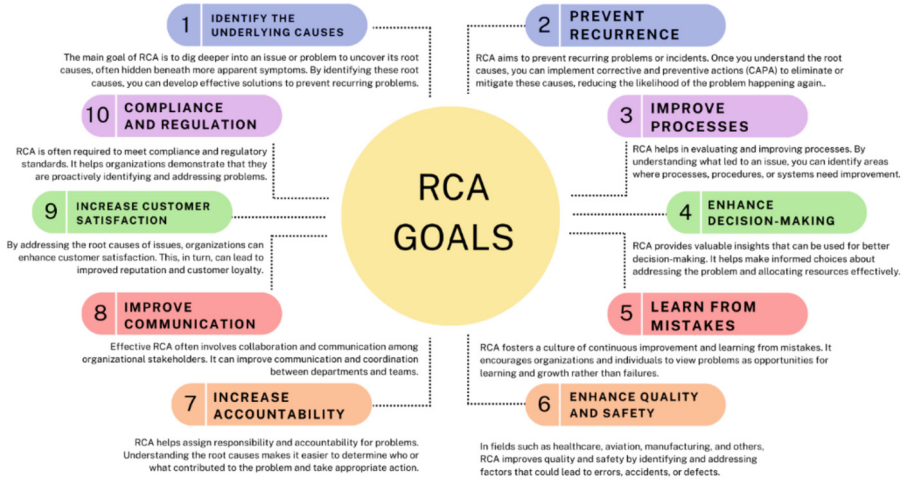 1
IDENTIFY THE
UNDERLYING CAUSES
The main goal of RCA is to dig deeper into an issue or problem to uncover its root
causes, often hidden beneath more apparent symptoms. By identifying these root
causes, you can develop effective solutions to prevent recurring problems.
2
PREVENT
RECURRENCE
RCA aims to prevent recurring problems or incidents. Once you understand the root
causes, you can implement corrective and preventive actions (CAPA) to eliminate or
mitigate these causes, reducing the likelihood of the problem happening again..
10
COMPLIANCE
AND REGULATION
RCA is often required to meet compliance and regulatory
standards. It helps organizations demonstrate that they
are proactively identifying and addressing problems.
3
IMPROVE
PROCESSES
RCA helps in evaluating and improving processes. By
understanding what led to an issue, you can identify areas
where processes, procedures, or systems need improvement.
RCA
GOALS
9
INCREASE CUSTOMER
SATISFACTION
By addressing the root causes of issues, organizations can
enhance customer satisfaction. This, in turn, can lead to
improved reputation and customer loyalty.
4
ENHANCE
DECISION-MAKING
RCA provides valuable insights that can be used for better
decision-making. It helps make informed choices about
addressing the problem and allocating resources effectively.
8
IMPROVE
COMMUNICATION
Effective RCA often involves collaboration and communication among
organizational stakeholders. It can improve communication and coordination
between departments and teams.
5
LEARN FROM
MISTAKES
RCA fosters a culture of continuous improvement and learning from mistakes. It
encourages organizations and individuals to view problems as opportunities for
learning and growth rather than failures.
7
INCREASE
ACCOUNTABILITY
RCA helps assign responsibility and accountability for problems.
Understanding the root causes makes it easier to determine who or
what contributed to the problem and take appropriate action.
6
ENHANCE QUALITY
AND SAFETY
In fields such as healthcare, aviation, manufacturing, and others,
RCA improves quality and safety by identifying and addressing
factors that could lead to errors, accidents, or defects.